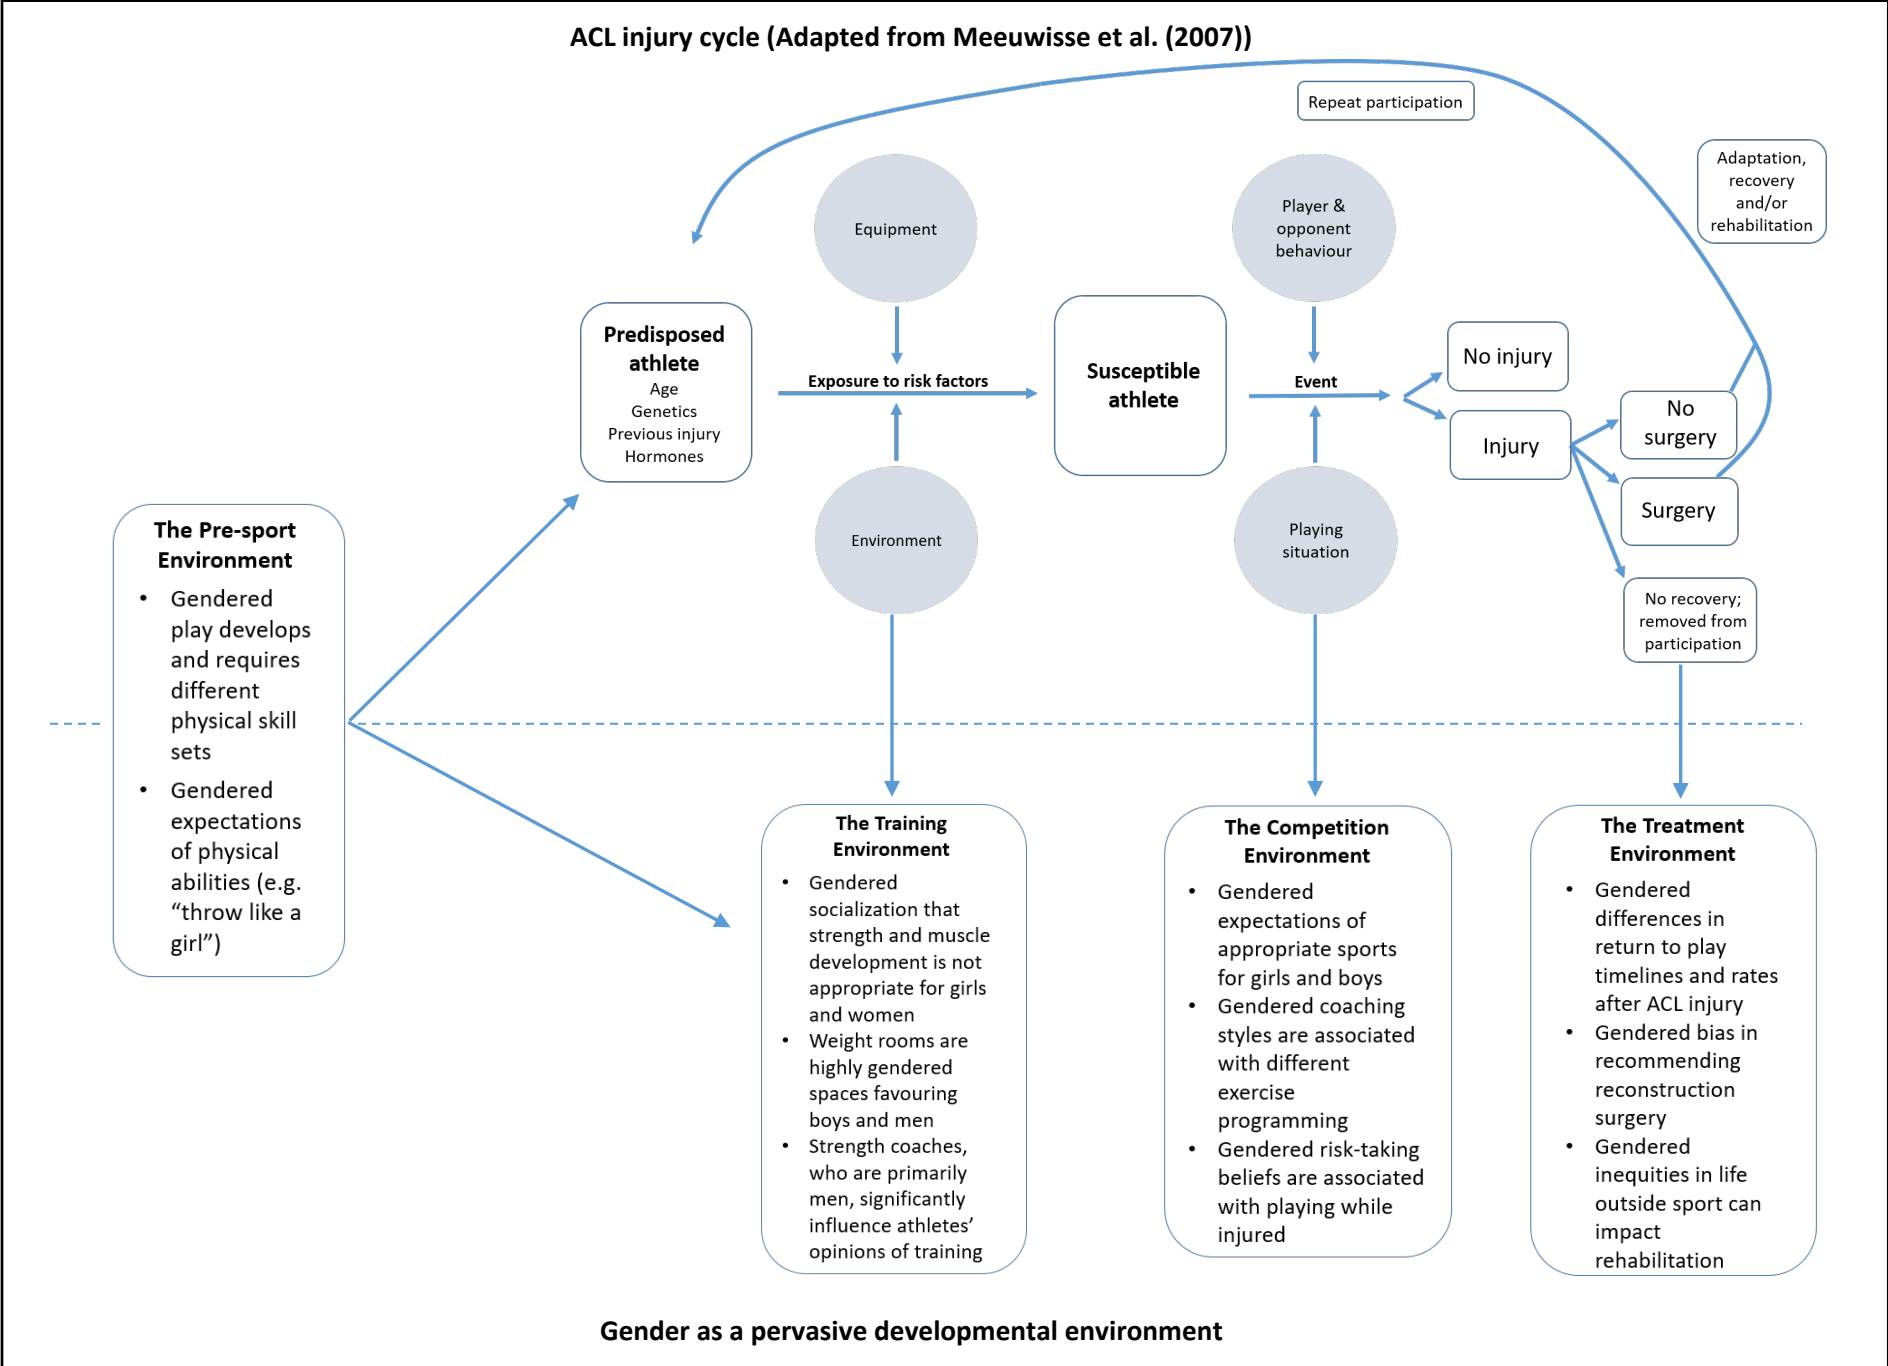 ACL injury cycle (Adapted from Meeuwisse et al. (2007))
Repeat participation
Adaptation,
recovery
and/or
rehabilitation
Equipment
Player &
opponent
behaviour
Predisposed
athlete
Age
Genetics
Previous injury
Hormones
Exposure to risk factors
Susceptible
athlete
Event
No injury
Injury
No
surgery
Surgery
No recovery;
removed from
participation
Environment
Playing
situation
The Pre-sport
Environment
• Gendered
play develops
and requires
different
physical skill
sets
• Gendered
expectations
of physical
abilities (e.g.
“throw like a
girl”)
The Training
Environment
• Gendered
socialization that
strength and muscle
development is not
appropriate for girls
and women
• Weight rooms are
highly gendered
spaces favouring
boys and men
• Strength coaches,
who are primarily
men, significantly
influence athletes’
opinions of training
The Competition
Environment
• Gendered
expectations of
appropriate sports
for girls and boys
• Gendered coaching
styles are associated
with different
exercise
programming
• Gendered risk-taking
beliefs are associated
with playing while
injured
The Treatment
Environment
• Gendered
differences in
return to play
timelines and rates
after ACL injury
• Gendered bias in
recommending
reconstruction
surgery
• Gendered
inequities in life
outside sport can
impact
rehabilitation
Gender as a pervasive developmental environment